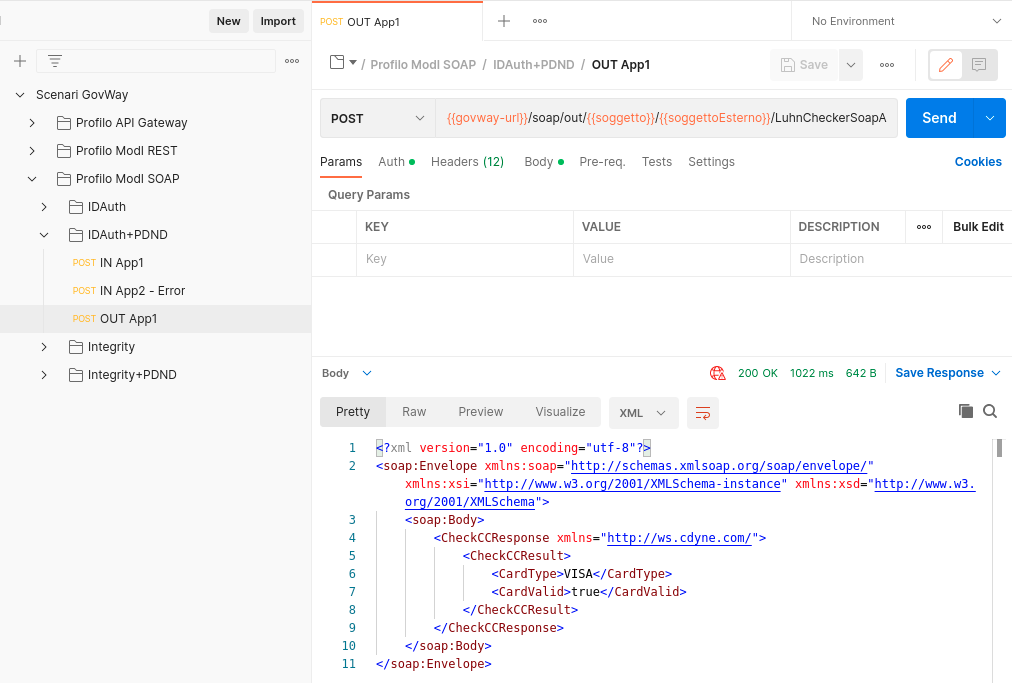 New Import
POST OUT App1
No Environment
/ Profilo ModI SOAP / IDAuth+PDND / OUT App1
Save
Scenari GovWay
Profilo API Gateway
Profilo ModI REST
Profilo ModI SOAP
IDAuth
IDAuth+PDND
POST IN App1
POST IN App2 - Error
POST OUT App1
Integrity
Integrity+PDND
POST {{govway-url}}/soap/out/{{soggetto}}/{{soggettoEsterno}}/LuhnCheckerSoapA Send
Params Auth Headers (12) Body Pre-req. Tests Settings Cookies
Query Params
KEY VALUE DESCRIPTION Bulk Edit
Key Value Description
Body 200 OK 1022 ms 642 B Save Response
Pretty Raw Preview Visualize XML
1 <?xml version="1.0" encoding="utf-8"?>
2 <soap:Envelope xmlns:soap="http://schemas.xmlsoap.org/soap/envelope/"
xmlns:xsi="http://www.w3.org/2001/XMLSchema-instance" xmlns:xsd="http://www.w3.
org/2001/XMLSchema">
3 <soap:Body>
4 <CheckCCResponse xmlns="http://ws.cdyne.com/">
5 <CheckCCResult>
6 <CardType>VISA</CardType>
7 <CardValid>true</CardValid>
8 </CheckCCResult>
9 </CheckCCResponse>
10 </soap:Body>
11 </soap:Envelope>